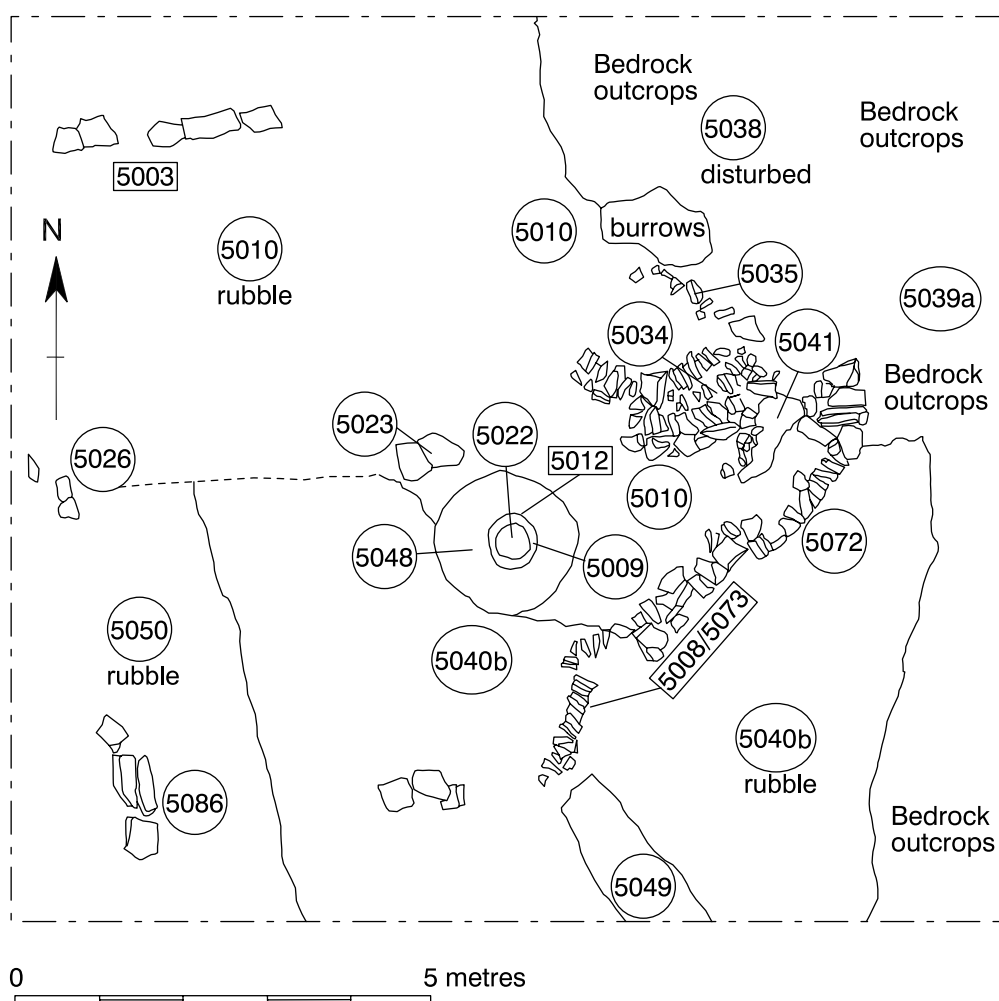 Bedrock
outcrops
5038
disturbed
Bedrock
outcrops
5003
N
5010
rubble
5010
burrows
5035
5039a
5034
5041
Bedrock
outcrops
5023
5022
5012
5026
5010
5048
5009
5072
5050
rubble
5040b
5008/5073
5040b
rubble
5086
Bedrock
outcrops
5049
0
5 metres